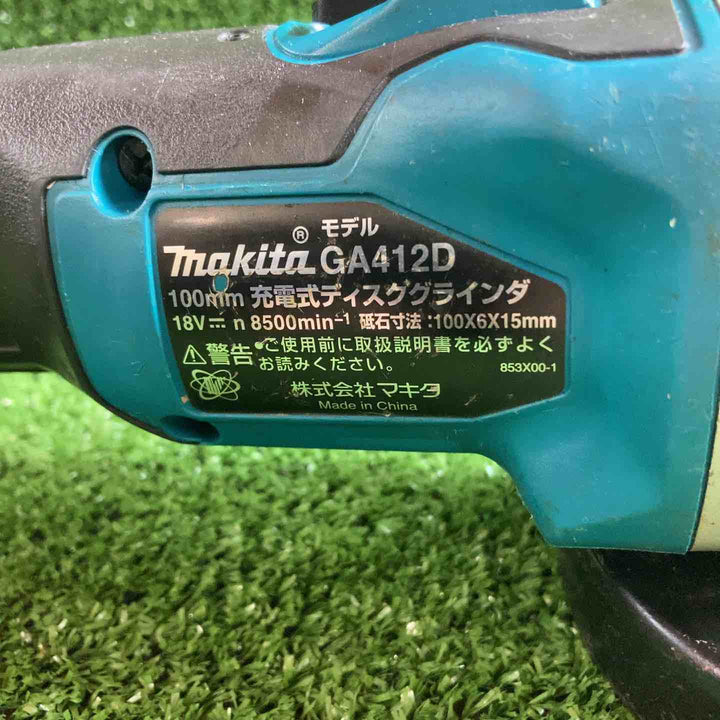 モデル
makita® GA412D
100mm 充電式ディスクグラインダ
18V⎓ n 8500min⁻¹ 砥石寸法:100X6X15mm
⚠警告 •ご使用前に取扱説明書を必ずよく
お読みください。
853X00-1
株式会社マキタ
Made in China